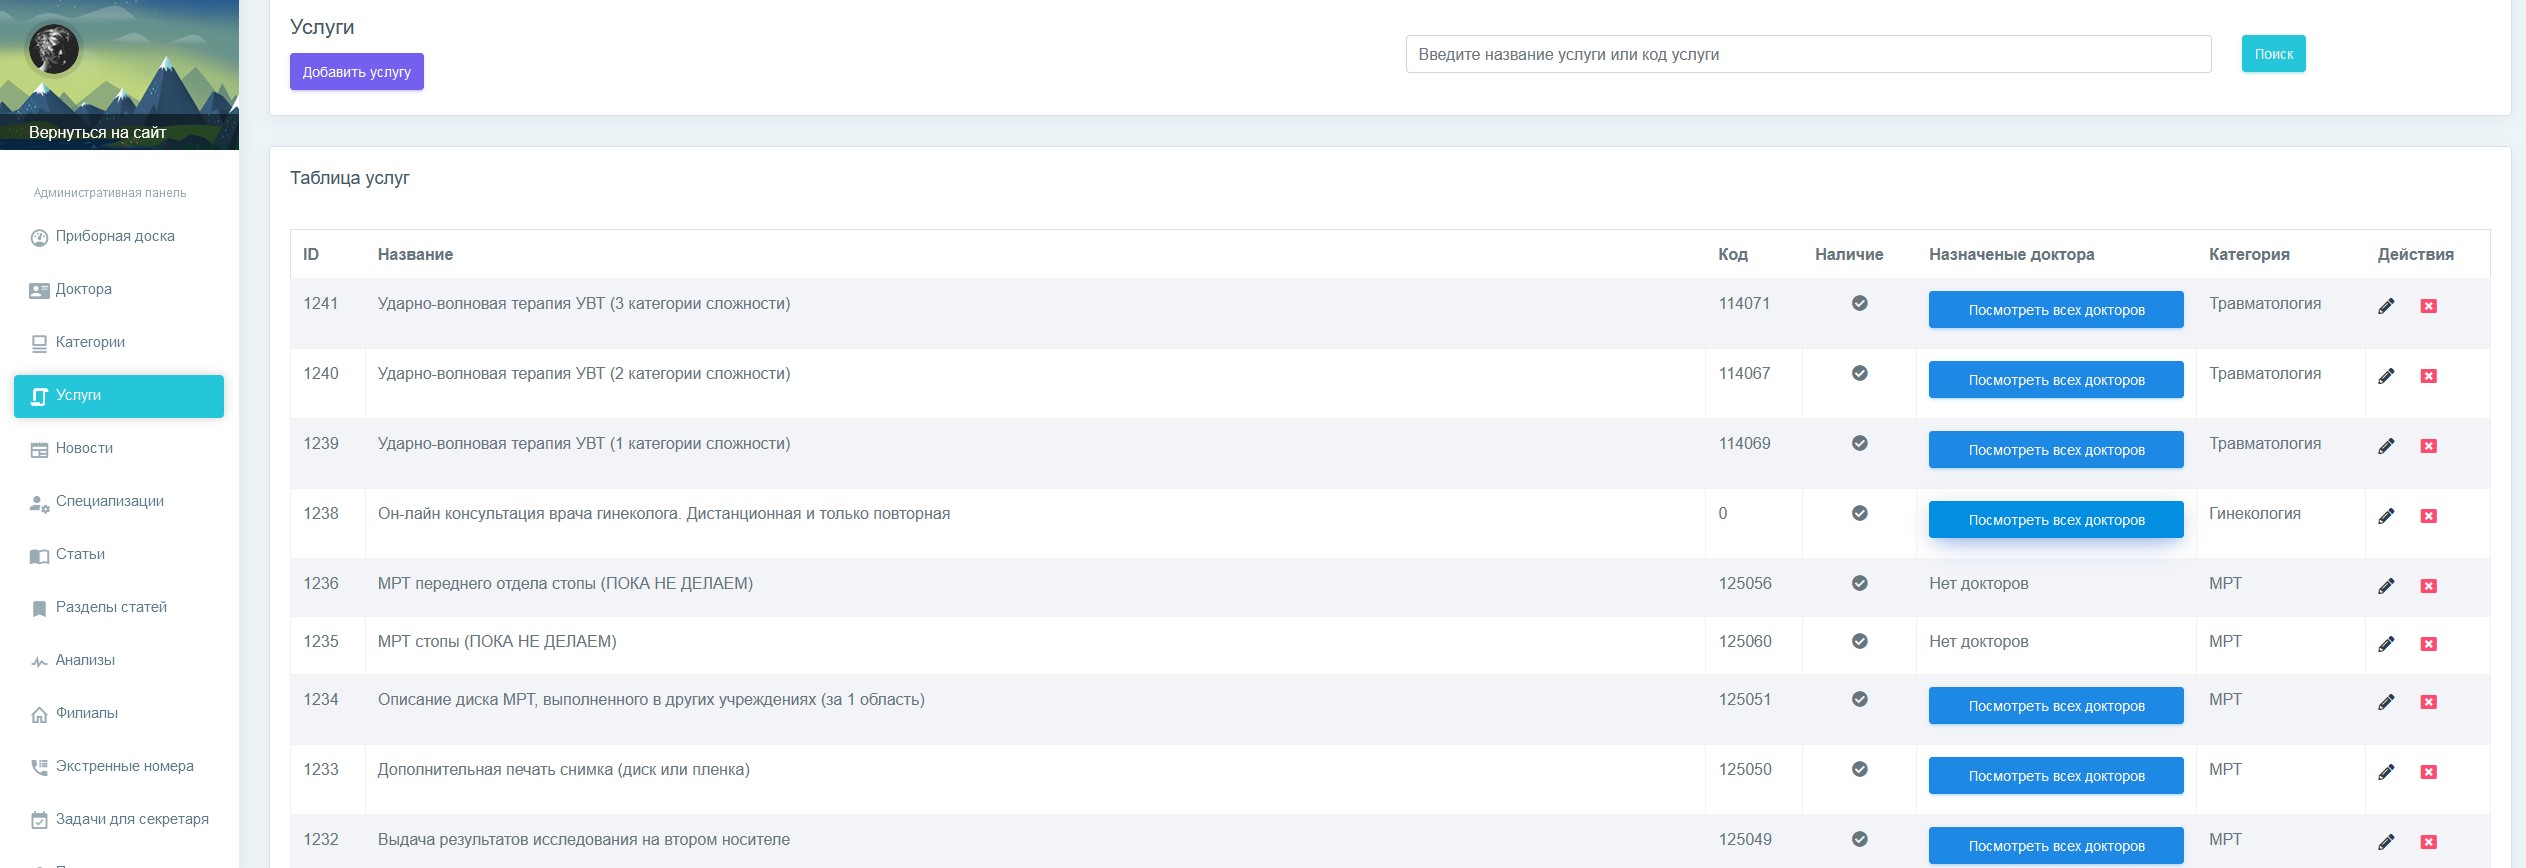 Услуги
Добавить услугу
Введите название услуги или код услуги
Поиск
Вернуться на сайт
Административная панель
Приборная доска
Доктора
Категории
Услуги
Новости
Специализации
Статьи
Разделы статей
Анализы
Филиалы
Экстренные номера
Задачи для секретаря
Таблица услуг
ID Название Код Наличие Назначеные доктора Категория Действия
1241 Ударно-волновая терапия УВТ (3 категории сложности) 114071 Посмотреть всех докторов Травматология
1240 Ударно-волновая терапия УВТ (2 категории сложности) 114067 Посмотреть всех докторов Травматология
1239 Ударно-волновая терапия УВТ (1 категории сложности) 114069 Посмотреть всех докторов Травматология
1238 Он-лайн консультация врача гинеколога. Дистанционная и только повторная 0 Посмотреть всех докторов Гинекология
1236 МРТ переднего отдела стопы (ПОКА НЕ ДЕЛАЕМ) 125056 Нет докторов МРТ
1235 МРТ стопы (ПОКА НЕ ДЕЛАЕМ) 125060 Нет докторов МРТ
1234 Описание диска МРТ, выполненного в других учреждениях (за 1 область) 125051 Посмотреть всех докторов МРТ
1233 Дополнительная печать снимка (диск или пленка) 125050 Посмотреть всех докторов МРТ
1232 Выдача результатов исследования на втором носителе 125049 Посмотреть всех докторов МРТ